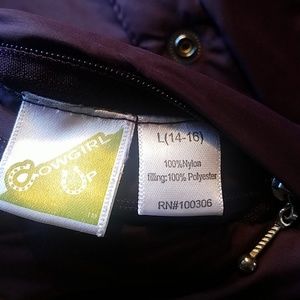 COWGIRL
UP
L(14-16)
100%Nylon
filling:100% Polyester
RN#100306